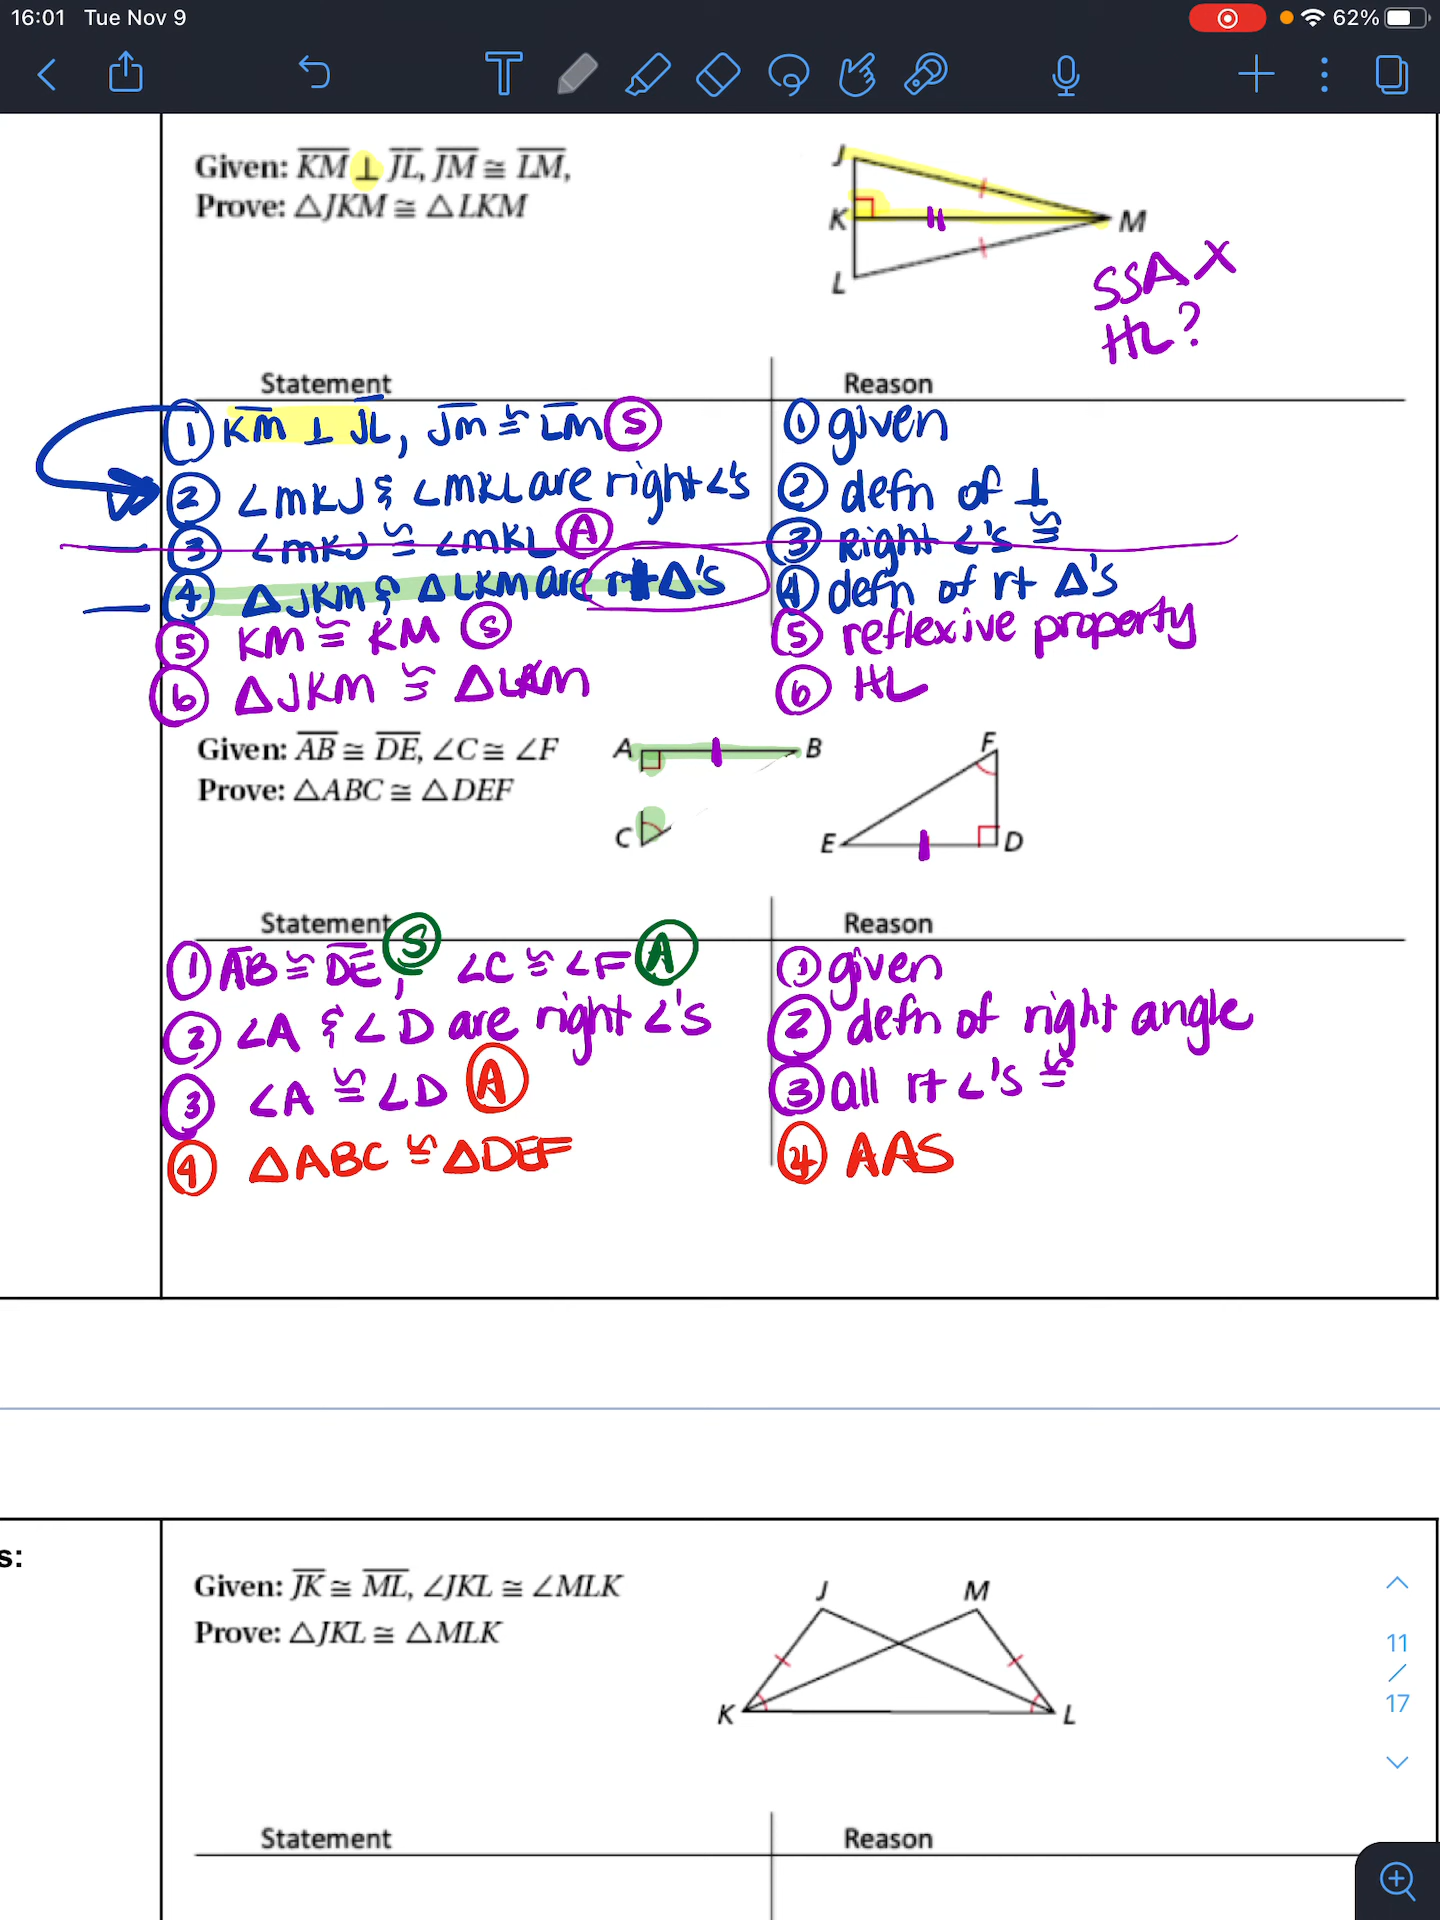 16:01 Tue Nov 9 62%
Given: KM ⊥ JL, JM ≅ LM,
Prove: △JKM ≅ △LKM
J
K
M
L
SSA X
HL?
Statement Reason
① KM ⊥ JL, JM ≅ LM Ⓢ ① given
② ∠MKJ & ∠MKL are right ∠'s ② defn of ⊥
③ ∠MKJ ≅ ∠MKL Ⓐ ③ Right ∠'s ≅
④ △JKM & △LKM are rt △'s ④ defn of rt △'s
⑤ KM ≅ KM Ⓢ ⑤ reflexive property
⑥ △JKM ≅ △LKM ⑥ HL
Given: AB ≅ DE, ∠C ≅ ∠F
Prove: △ABC ≅ △DEF
A B
C
F
E D
Statement Reason
① AB ≅ DE Ⓢ, ∠C ≅ ∠F Ⓐ ① given
② ∠A & ∠D are right ∠'s ② defn of right angle
③ ∠A ≅ ∠D Ⓐ ③ all rt ∠'s ≅
④ △ABC ≅ △DEF ④ AAS
s:
Given: JK ≅ ML, ∠JKL ≅ ∠MLK
Prove: △JKL ≅ △MLK
J M
K L
11
/
17
Statement Reason